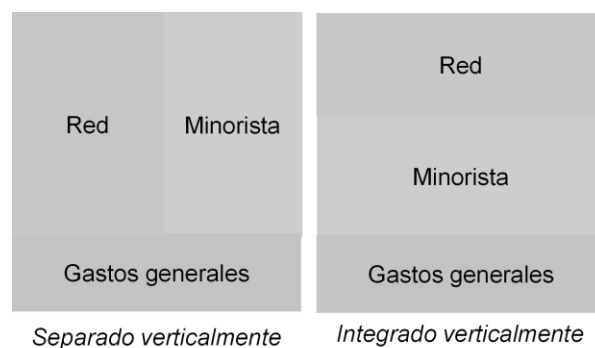 Red
Minorista
Gastos generales
Separado verticalmente
Red
Minorista
Gastos generales
Integrado verticalmente